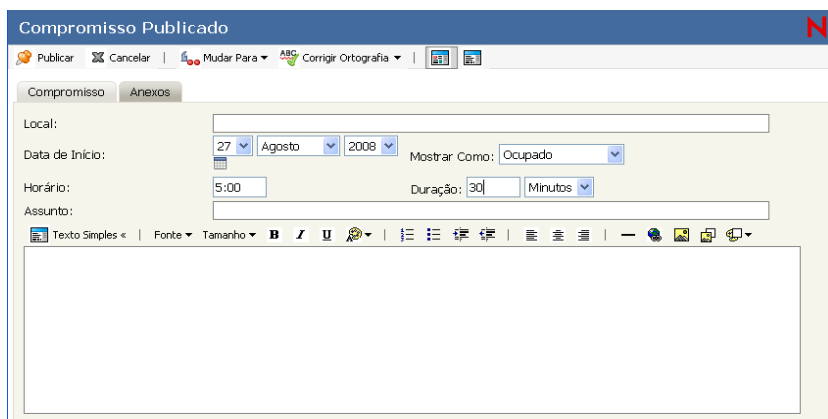 Compromisso Publicado
N
Publicar Cancelar | Mudar Para ABC Corrigir Ortografia |
Compromisso Anexos
Local:
Data de Início: 27 Agosto 2008 Mostrar Como: Ocupado
Horário: 5:00 Duração: 30 Minutos
Assunto:
Texto Simples « | Fonte Tamanho B I U | | |